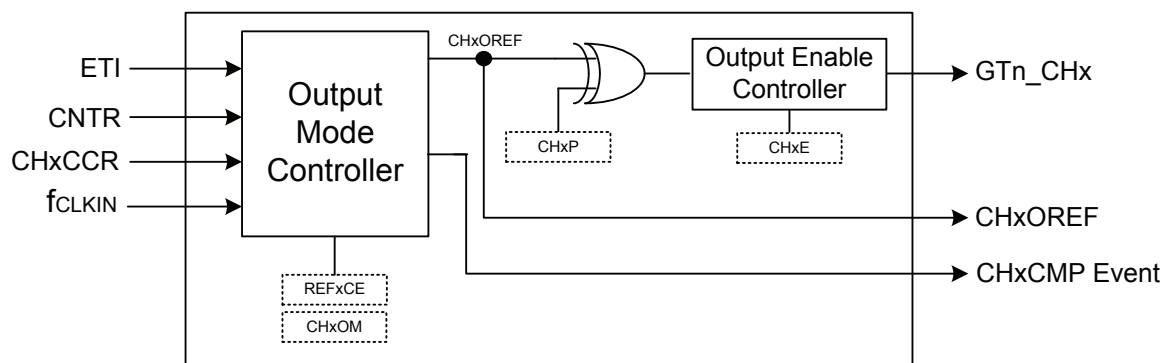 ETI
CNTR
CHxCCR
fCLKIN
Output
Mode
Controller
REFxCE
CHxOM
CHxOREF
CHxP
Output Enable
Controller
CHxE
GTn_CHx
CHxOREF
CHxCMP Event